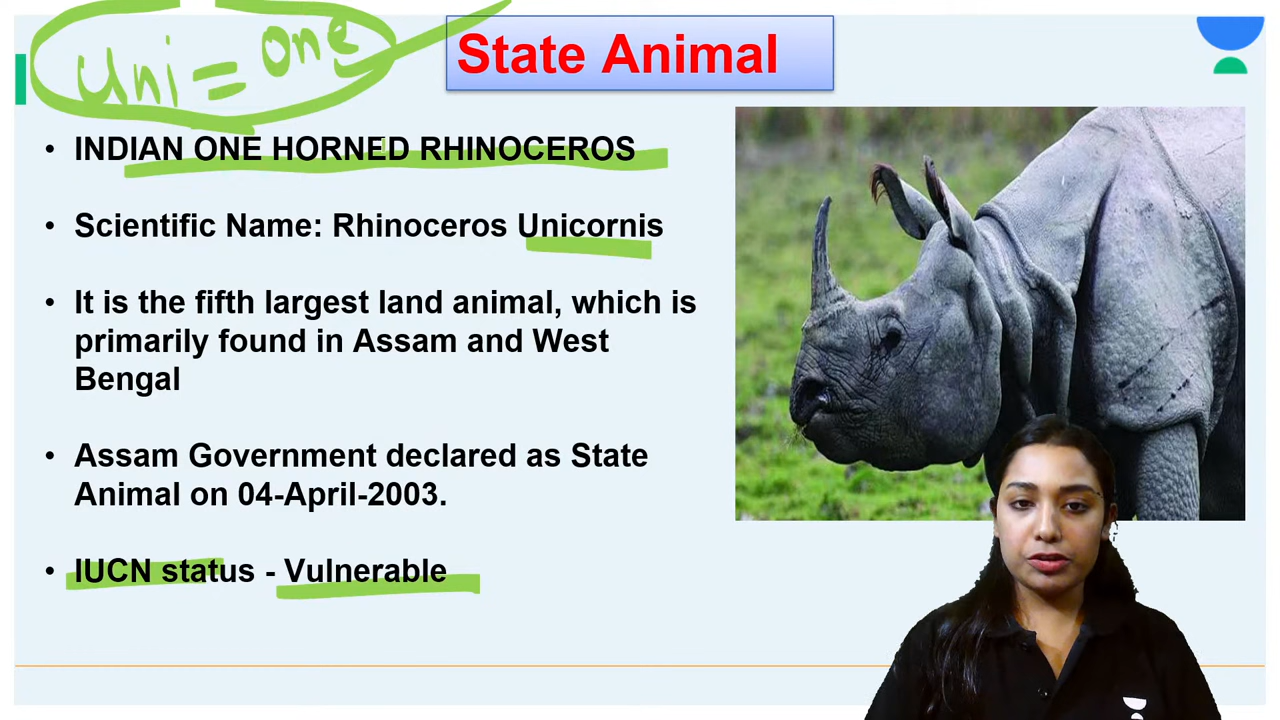 Uni = one
State Animal
• INDIAN ONE HORNED RHINOCEROS
• Scientific Name: Rhinoceros Unicornis
• It is the fifth largest land animal, which is
primarily found in Assam and West
Bengal
• Assam Government declared as State
Animal on 04-April-2003.
• IUCN status - Vulnerable